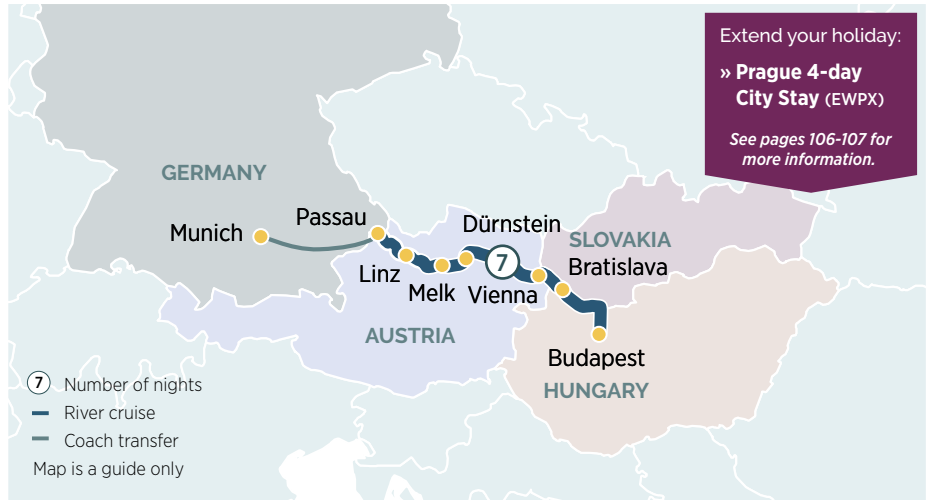 Extend your holiday:
» Prague 4-day
City Stay (EWPX)
See pages 106-107 for
more information.
GERMANY
Munich
Passau
Dürnstein
SLOVAKIA
Bratislava
Linz
7
Melk
Vienna
AUSTRIA
Budapest
HUNGARY
7 Number of nights
River cruise
Coach transfer
Map is a guide only